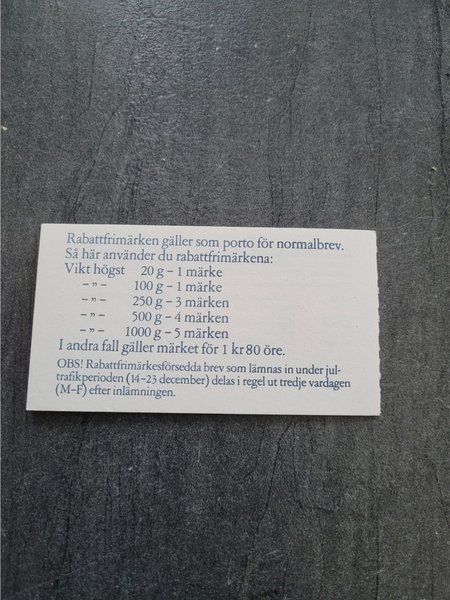 Rabattfrimärken gäller som porto för normalbrev.
Så här använder du rabattfrimärkena:
Vikt högst 20 g – 1 märke
– ” – 100 g – 1 märke
– ” – 250 g – 3 märken
– ” – 500 g – 4 märken
– ” – 1000 g – 5 märken
I andra fall gäller märket för 1 kr 80 öre.
OBS! Rabattfrimärkesförsedda brev som lämnas in under jul-
trafikperioden (14–23 december) delas i regel ut tredje vardagen
(M–F) efter inlämningen.